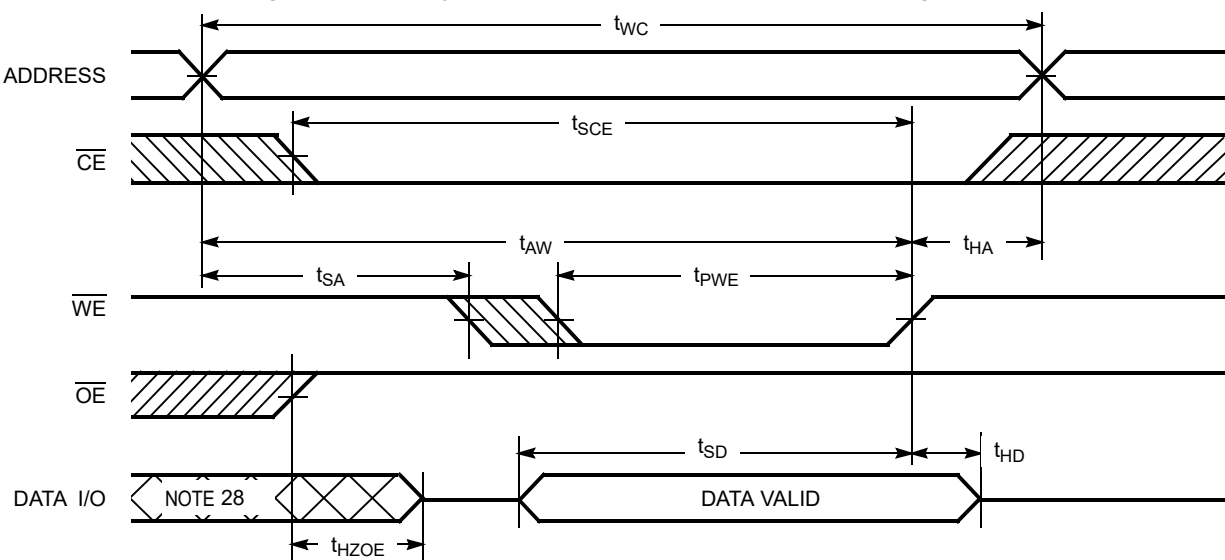 tWC
ADDRESS
tSCE
CE
tAW
tHA
tSA
tPWE
WE
OE
tSD
tHD
DATA I/O
NOTE 28
DATA VALID
tHZOE